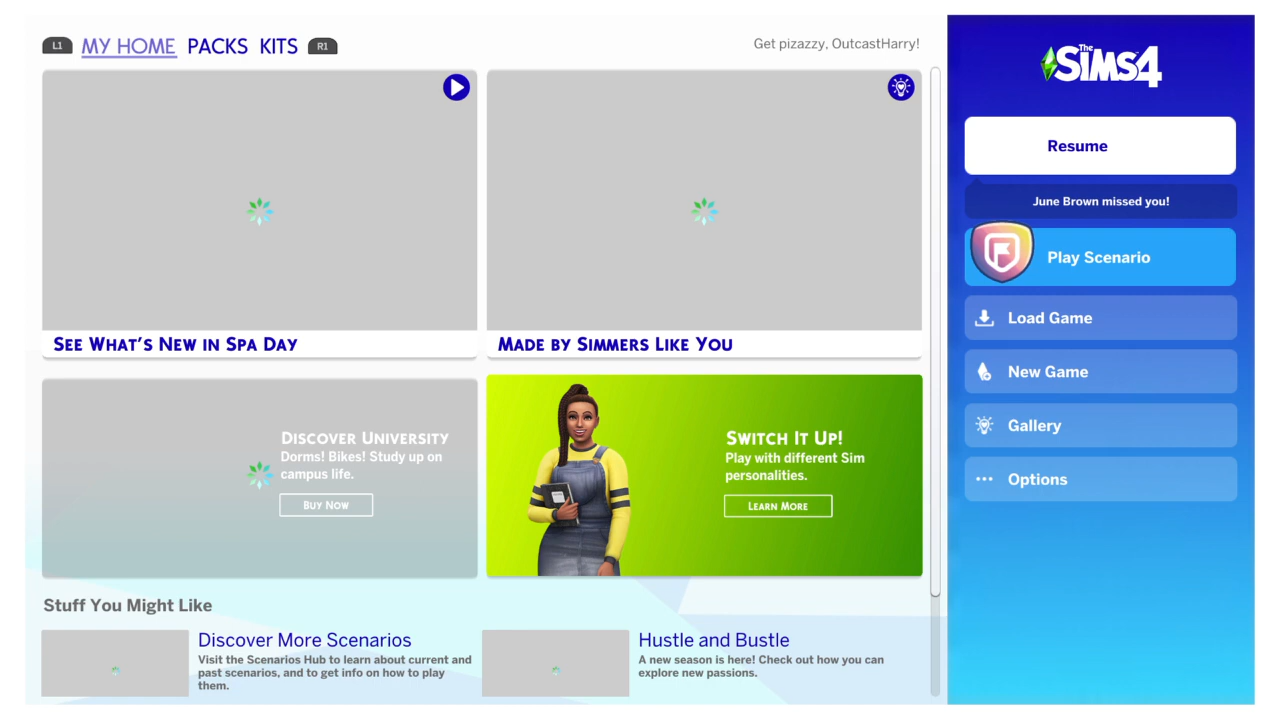 L1 MY HOME PACKS KITS R1
Get pizazzy, OutcastHarry!
SEE WHAT'S NEW IN SPA DAY
MADE BY SIMMERS LIKE YOU
DISCOVER UNIVERSITY
Dorms! Bikes! Study up on
campus life.
BUY NOW
SWITCH IT UP!
Play with different Sim
personalities.
LEARN MORE
Stuff You Might Like
Discover More Scenarios
Visit the Scenarios Hub to learn about current and
past scenarios, and to get info on how to play
them.
Hustle and Bustle
A new season is here! Check out how you can
explore new passions.
The SIMS 4
Resume
June Brown missed you!
Play Scenario
Load Game
New Game
Gallery
Options